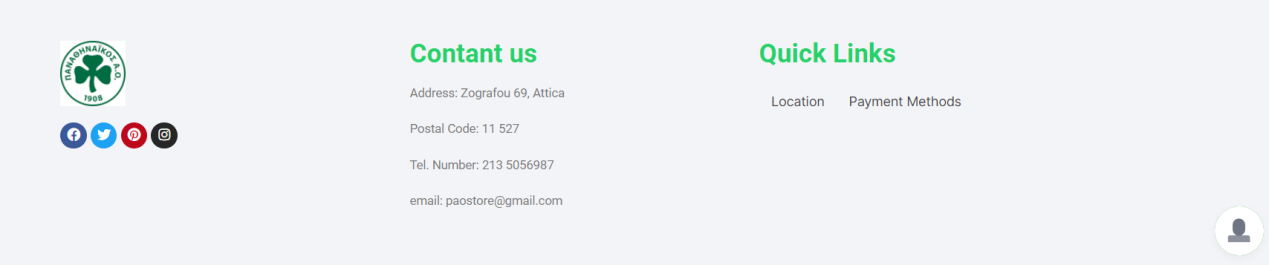 ΠΑΝΑΘΗΝΑΪΚΟΣ Α.Ο.
1908
Contant us
Address: Zografou 69, Attica
Postal Code: 11 527
Tel. Number: 213 5056987
email: paostore@gmail.com
Quick Links
Location Payment Methods